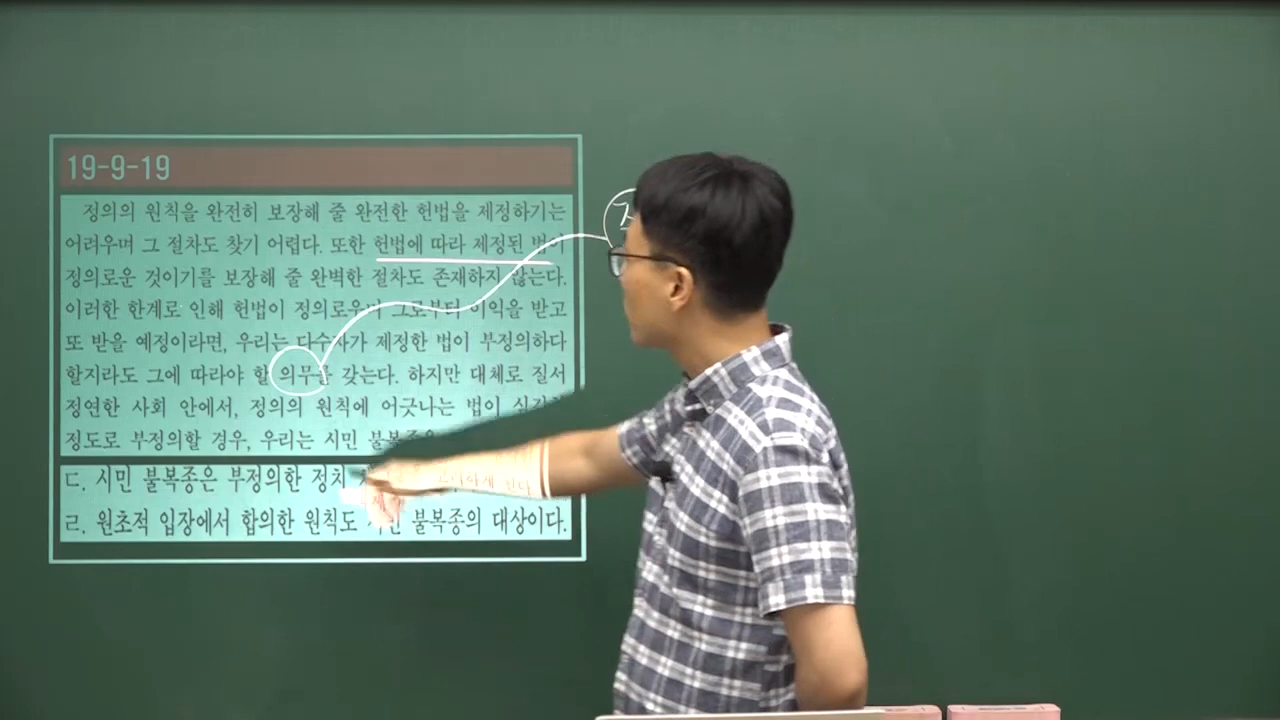 19-9-19
정의의 원칙을 완전히 보장해 줄 완전한 헌법을 제정하기는
어려우며 그 절차도 찾기 어렵다. 또한 헌법에 따라 제정된 법이
정의로운 것이기를 보장해 줄 완벽한 절차도 존재하지 않는다.
이러한 한계로 인해 헌법이 정의로우며 그로부터 이익을 받고
또 받을 예정이라면, 우리는 다수자가 제정한 법이 부정의하다
할지라도 그에 따라야 할 의무를 갖는다. 하지만 대체로 질서
정연한 사회 안에서, 정의의 원칙에 어긋나는 법이
정도로 부정의할 경우, 우리는 시민
ㄷ. 시민 불복종은 부정의한 정치
ㄹ. 원초적 입장에서 합의한 원칙도 불복종의 대상이다.